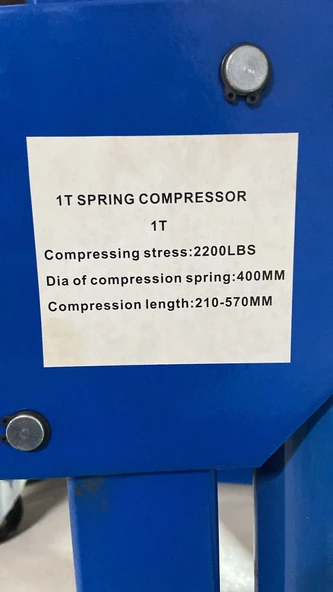 1T SPRING COMPRESSOR
1T
Compressing stress:2200LBS
Dia of compression spring:400MM
Compression length:210-570MM